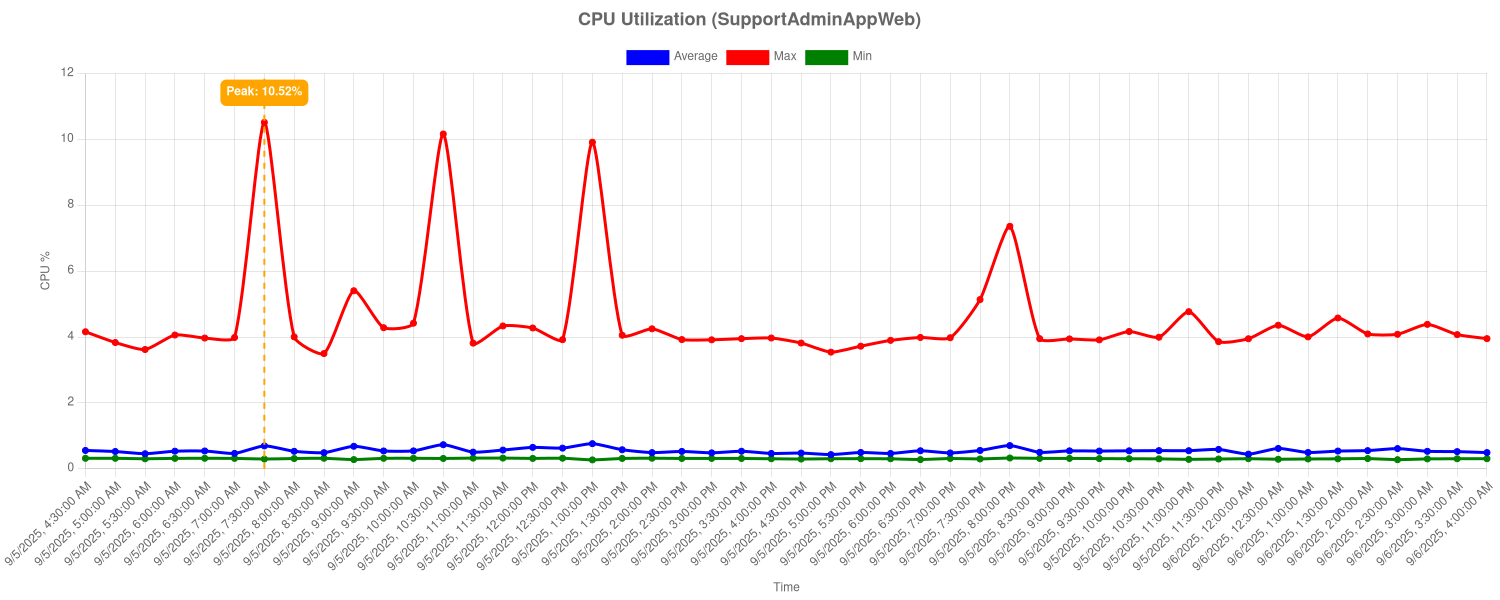 CPU Utilization (SupportAdminAppWeb)
Average Max Min
Peak: 10.52%
CPU %
12
10
8
6
4
2
0
9/5/2025, 4:30:00 AM
9/5/2025, 5:00:00 AM
9/5/2025, 5:30:00 AM
9/5/2025, 6:00:00 AM
9/5/2025, 6:30:00 AM
9/5/2025, 7:00:00 AM
9/5/2025, 7:30:00 AM
9/5/2025, 8:00:00 AM
9/5/2025, 8:30:00 AM
9/5/2025, 9:00:00 AM
9/5/2025, 9:30:00 AM
9/5/2025, 10:00:00 AM
9/5/2025, 10:30:00 AM
9/5/2025, 11:00:00 AM
9/5/2025, 11:30:00 AM
9/5/2025, 12:00:00 PM
9/5/2025, 12:30:00 PM
9/5/2025, 1:00:00 PM
9/5/2025, 1:30:00 PM
9/5/2025, 2:00:00 PM
9/5/2025, 2:30:00 PM
9/5/2025, 3:00:00 PM
9/5/2025, 3:30:00 PM
9/5/2025, 4:00:00 PM
9/5/2025, 4:30:00 PM
9/5/2025, 5:00:00 PM
9/5/2025, 5:30:00 PM
9/5/2025, 6:00:00 PM
9/5/2025, 6:30:00 PM
9/5/2025, 7:00:00 PM
9/5/2025, 7:30:00 PM
9/5/2025, 8:00:00 PM
9/5/2025, 8:30:00 PM
9/5/2025, 9:00:00 PM
9/5/2025, 9:30:00 PM
9/5/2025, 10:00:00 PM
9/5/2025, 10:30:00 PM
9/5/2025, 11:00:00 PM
9/5/2025, 11:30:00 PM
9/6/2025, 12:00:00 AM
9/6/2025, 12:30:00 AM
9/6/2025, 1:00:00 AM
9/6/2025, 1:30:00 AM
9/6/2025, 2:00:00 AM
9/6/2025, 2:30:00 AM
9/6/2025, 3:00:00 AM
9/6/2025, 3:30:00 AM
9/6/2025, 4:00:00 AM
Time